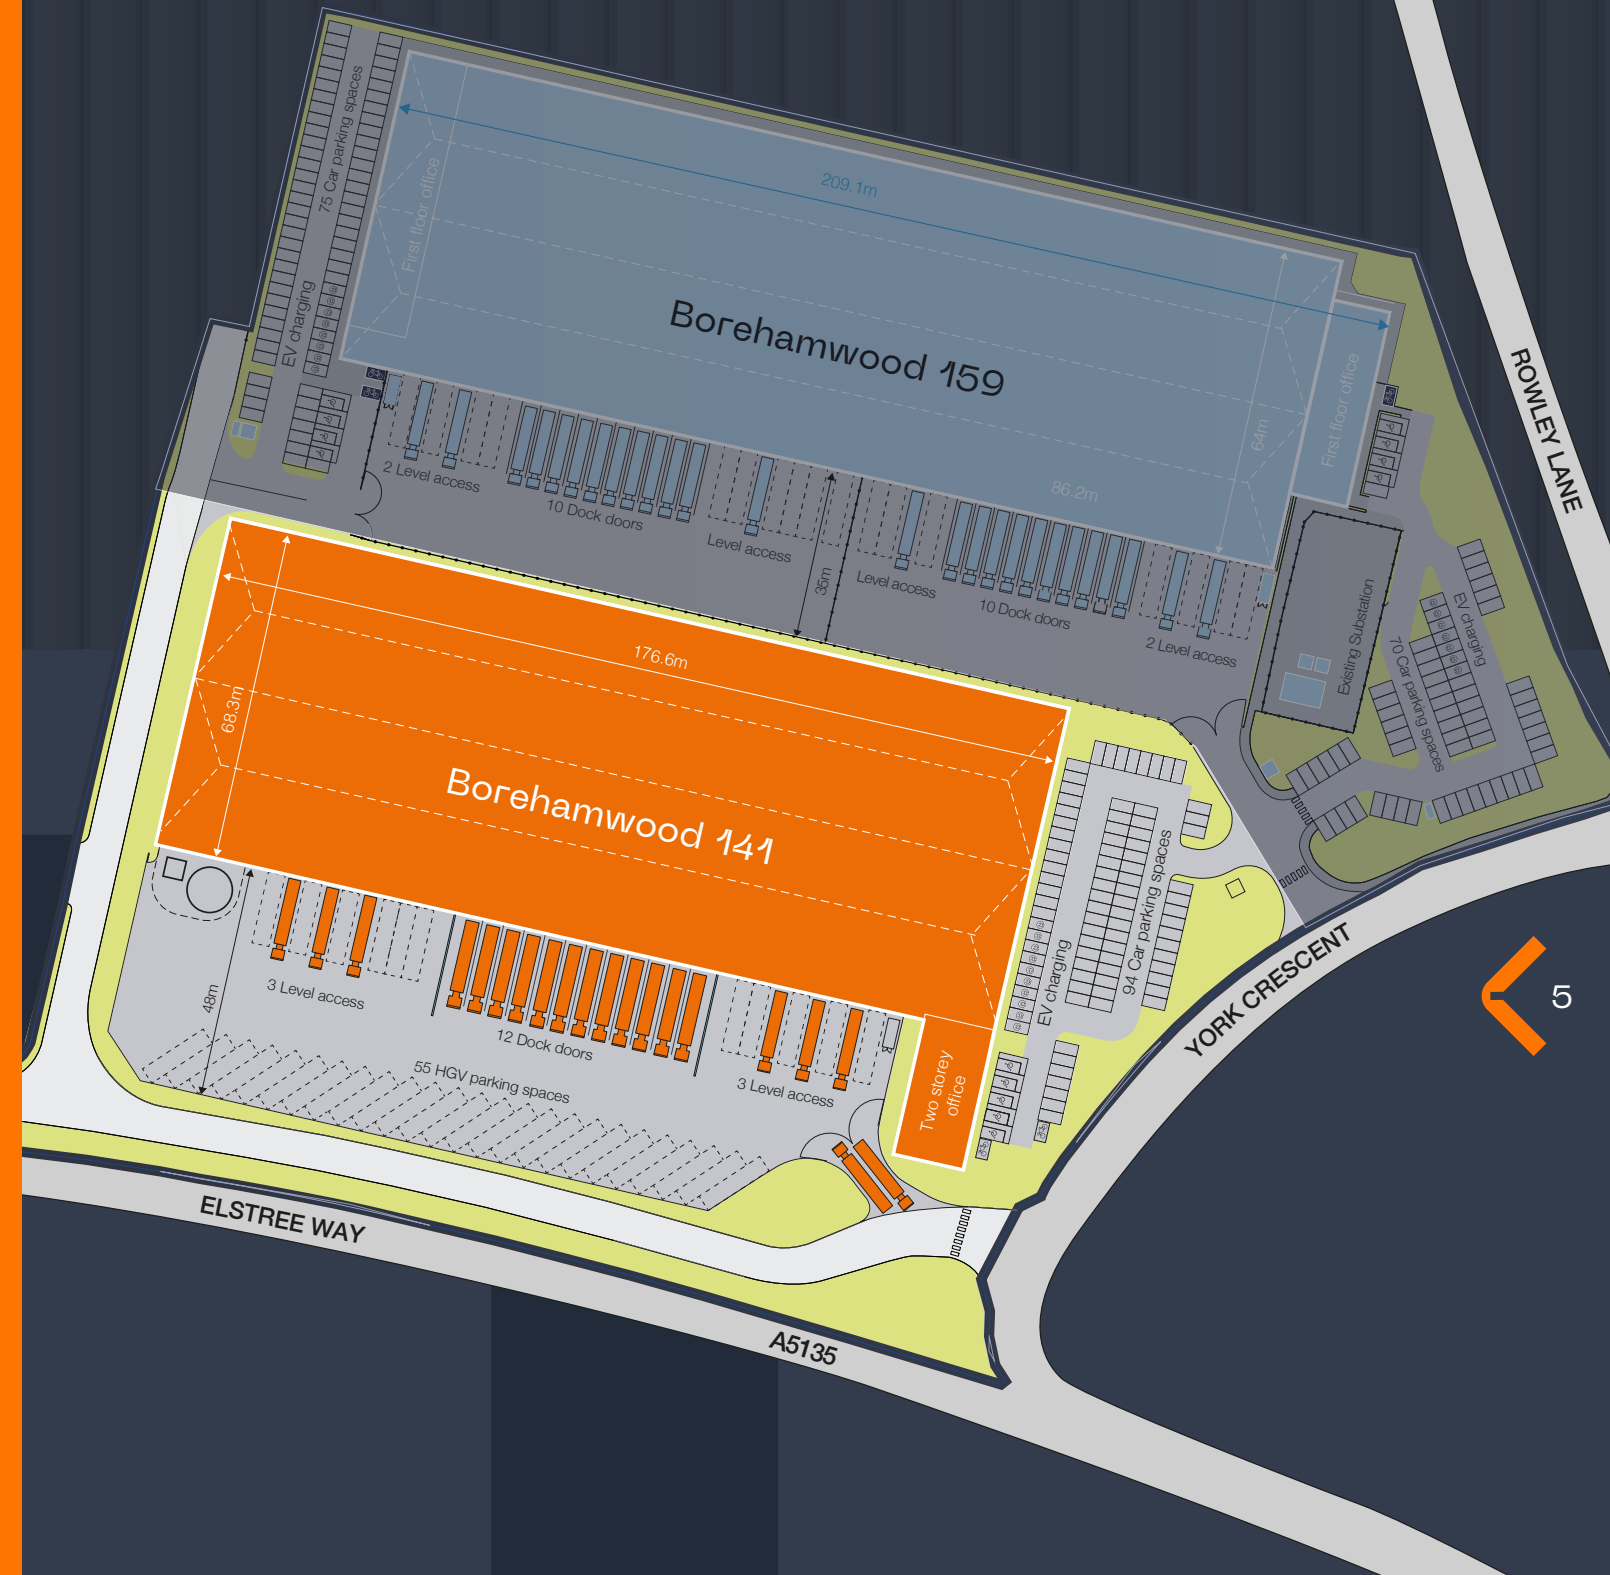 75 Car parking spaces
EV charging
First floor office
209.1m
Borehamwood 159
64m
86.2m
First floor office
2 Level access
10 Dock doors
Level access
35m
Level access
10 Dock doors
2 Level access
Existing Substation
EV charging
70 Car parking spaces
ROWLEY LANE
176.6m
68.3m
Borehamwood 141
94 Car parking spaces
EV charging
48m
3 Level access
12 Dock doors
55 HGV parking spaces
3 Level access
Two storey
office
YORK CRESCENT
5
ELSTREE WAY
A5135